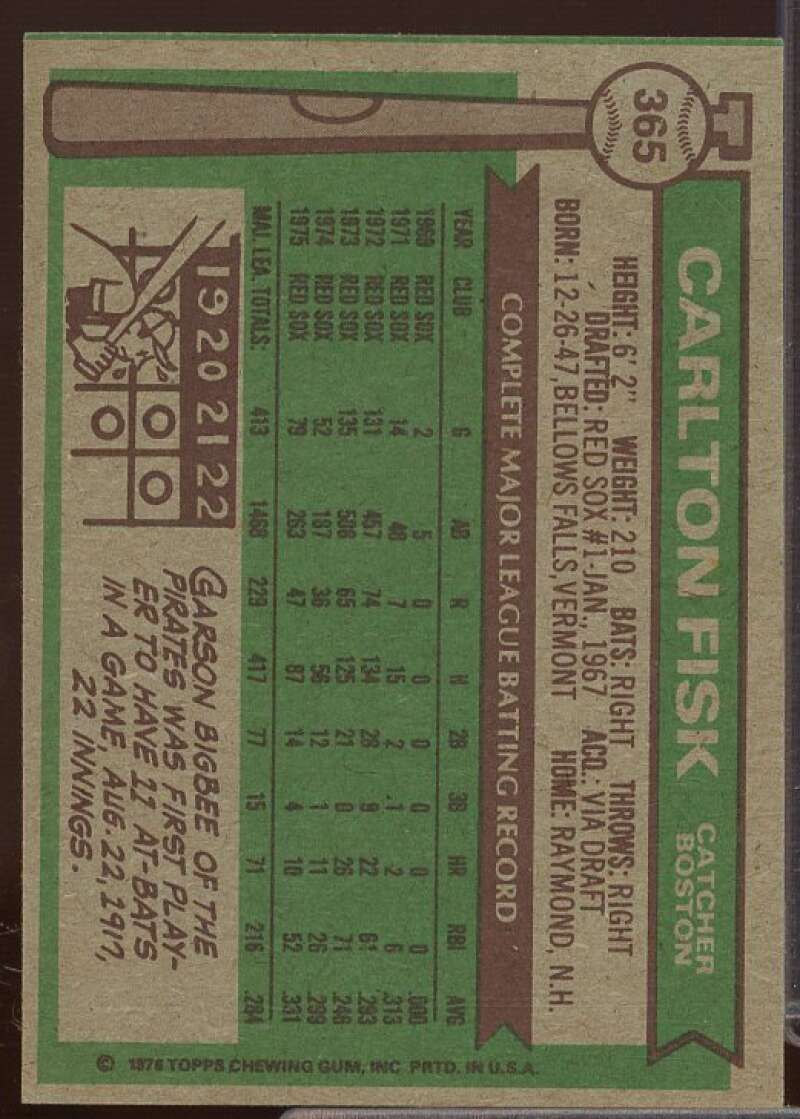 365
CARLTON FISK
CATCHER
BOSTON
HEIGHT: 6' 2" WEIGHT: 210 BATS: RIGHT THROWS: RIGHT
DRAFTED: RED SOX #1-JAN., 1967 ACQ.: VIA DRAFT
BORN: 12-26-47, BELLOWS FALLS, VERMONT HOME: RAYMOND, N.H.
COMPLETE MAJOR LEAGUE BATTING RECORD
YEAR CLUB G AB R H 2B 3B HR RBI AVG
1969 RED SOX 2 5 0 0 0 0 0 0 .000
1971 RED SOX 14 48 7 15 2 1 2 6 .313
1972 RED SOX 131 457 74 134 28 9 22 61 .293
1973 RED SOX 135 508 65 125 21 0 26 71 .246
1974 RED SOX 52 187 36 56 12 1 11 26 .299
1975 RED SOX 79 263 47 87 14 4 10 52 .331
MAJ. LEA. TOTALS: 413 1468 229 417 77 15 71 216 .284
19 20 21 22
CARSON BIGBEE OF THE
PIRATES WAS FIRST PLAY-
ER TO HAVE 11 AT-BATS
IN A GAME, AUG. 22, 1917,
22 INNINGS.
© 1976 TOPPS CHEWING GUM, INC PRTD. IN U.S.A.